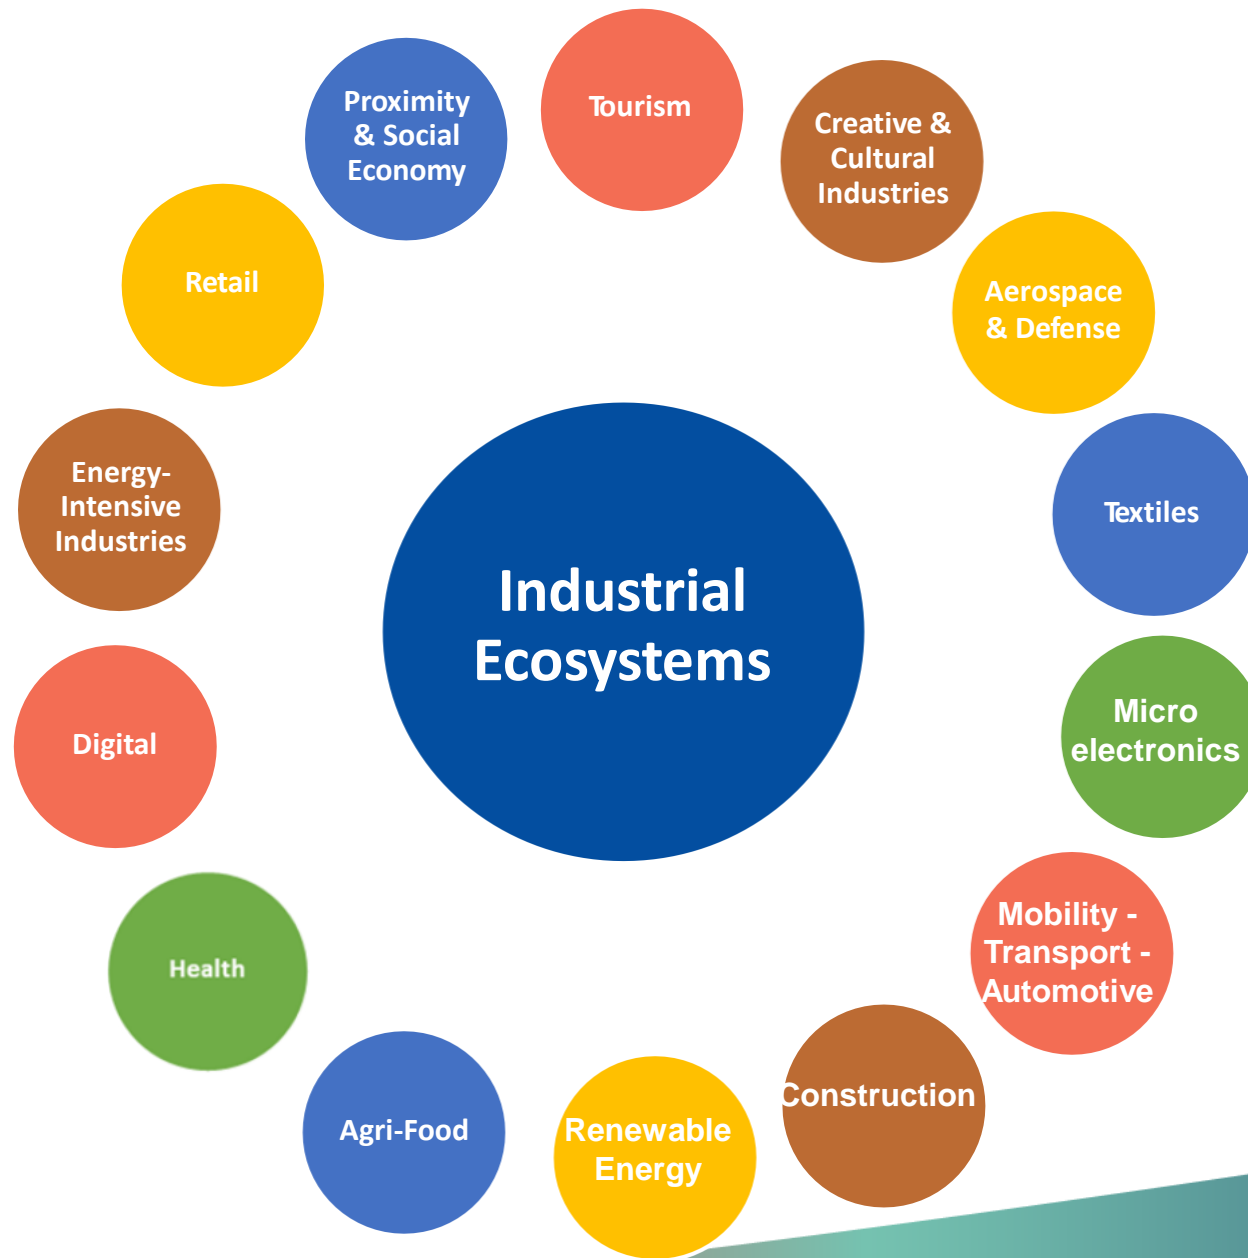 Tourism
Creative &
Cultural
Industries
Aerospace
& Defense
Textiles
Micro
electronics
Mobility -
Transport -
Automotive
Construction
Renewable
Energy
Agri-Food
Health
Digital
Energy-
Intensive
Industries
Retail
Proximity
& Social
Economy
Industrial
Ecosystems